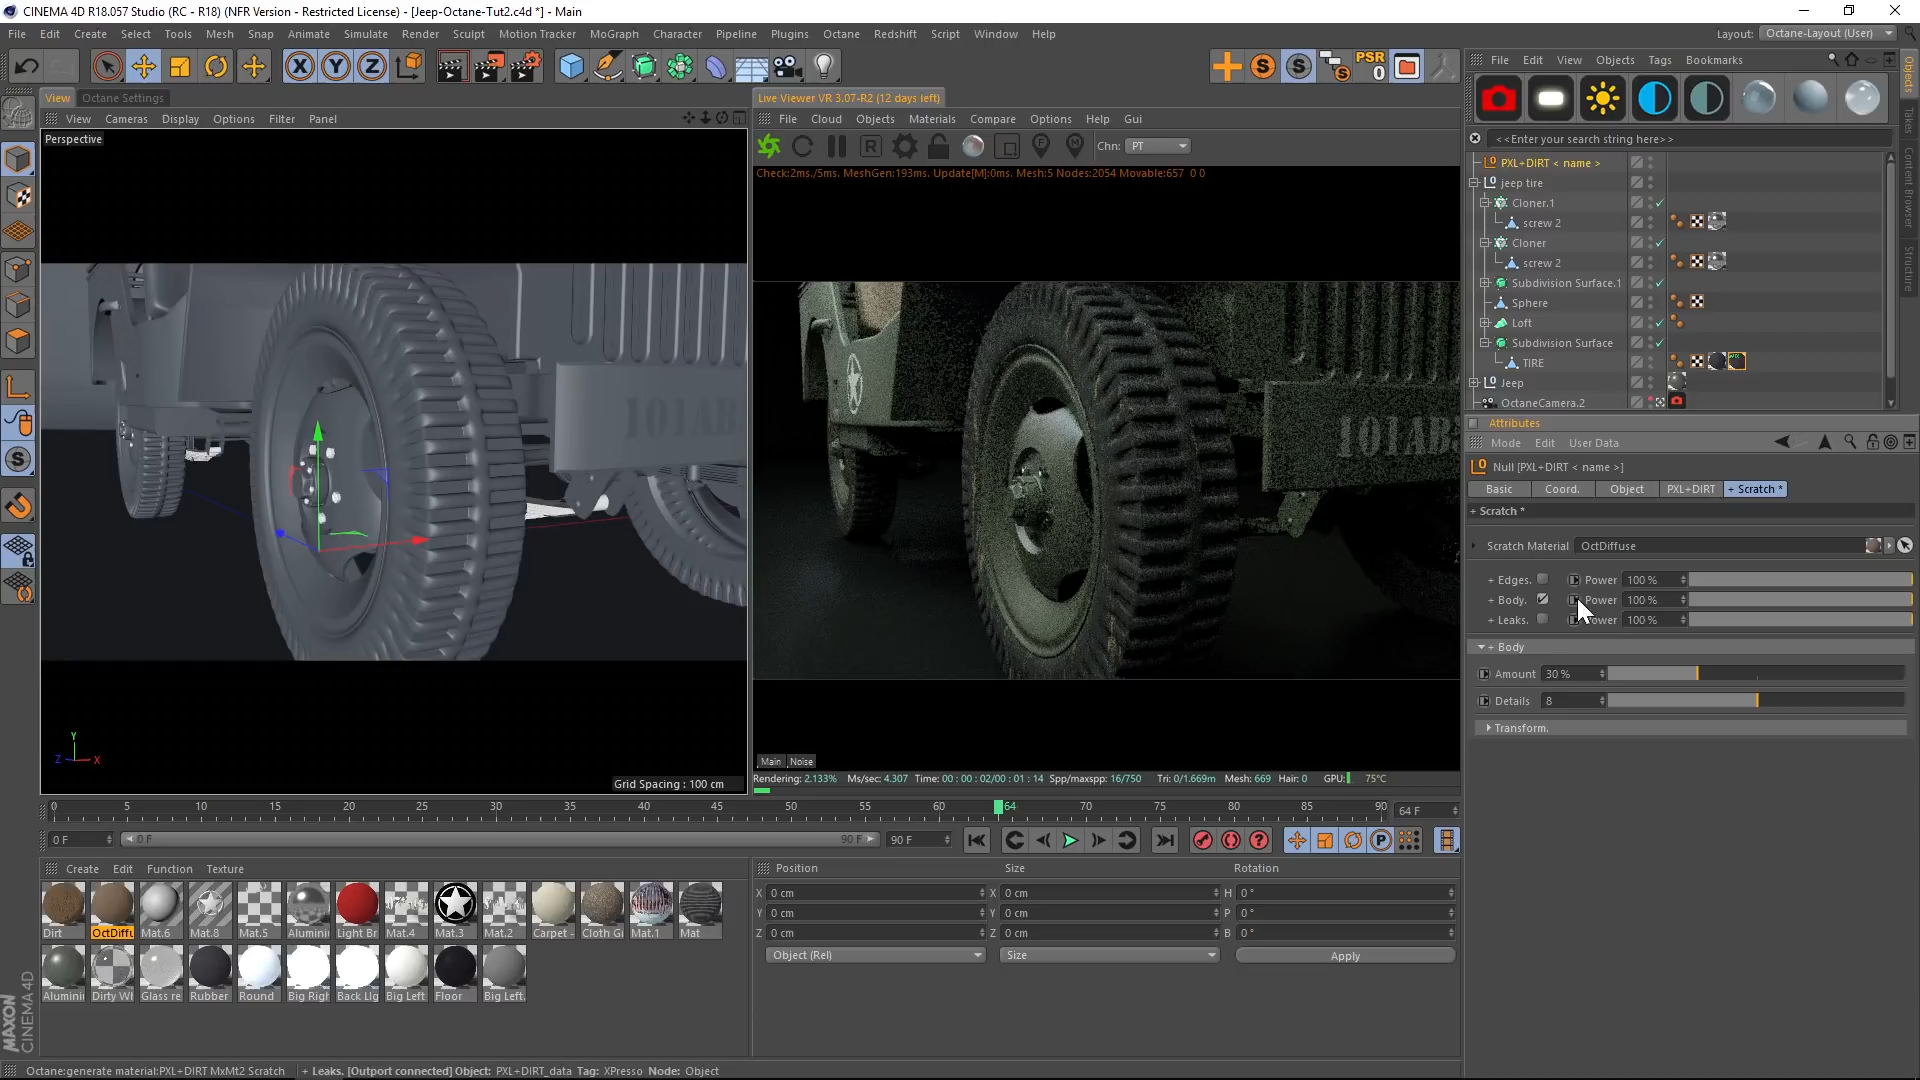 CINEMA 4D R18.057 Studio (RC - R18) (NFR Version - Restricted License) - [Jeep-Octane-Tut2.c4d *] - Main
File Edit Create Select Tools Mesh Snap Animate Simulate Render Sculpt Motion Tracker MoGraph Character Pipeline Plugins Octane Redshift Script Window Help
Layout: Octane-Layout (User)
X Y Z
PSR
0
View Octane Settings
Live Viewer VR 3.07-R2 (12 days left)
File Edit View Objects Tags Bookmarks
View Cameras Display Options Filter Panel
File Cloud Objects Materials Compare Options Help Gui
Perspective
Chn: PT
<<Enter your search string here>>
Check:2ms./5ms. MeshGen:193ms. Update[M]:0ms. Mesh:5 Nodes:2054 Movable:657 0 0
PXL+DIRT < name >
jeep tire
Cloner.1
screw 2
Cloner
screw 2
Subdivision Surface.1
Sphere
Loft
Subdivision Surface
TIRE
Jeep
OctaneCamera.2
Objects
Takes
Content Browser
Structure
101AB
101AB
Attributes
Mode Edit User Data
Null [PXL+DIRT < name >]
Basic Coord. Object PXL+DIRT + Scratch *
+ Scratch *
Scratch Material OctDiffuse
+ Edges. Power 100 %
+ Body. Power 100 %
+ Leaks. Power 100 %
+ Body
Amount 30 %
Details 8
Transform.
Y
Z X
Grid Spacing : 100 cm
Main Noise
Rendering: 2.133% Ms/sec: 4.307 Time: 00 : 00 : 02/00 : 01 : 14 Spp/maxspp: 16/750 Tri: 0/1.669m Mesh: 669 Hair: 0 GPU: 75°C
0 5 10 15 20 25 30 35 40 45 50 55 60 64 70 75 80 85 90 64 F
0 F 0 F 90 F 90 F
Create Edit Function Texture
Position Size Rotation
X 0 cm X 0 cm H 0 °
Y 0 cm Y 0 cm P 0 °
Z 0 cm Z 0 cm B 0 °
Object (Rel) Size Apply
Dirt OctDiffu Mat.6 Mat.8 Mat.5 Alumini Light Br Mat.4 Mat.3 Mat.2 Carpet - Cloth Gi Mat.1 Mat
Alumini Dirty Wh Glass re Rubber Round Big Righ Back Lig Big Left Floor Big Left.
MAXON
CINEMA 4D
Octane:generate material:PXL+DIRT MxMt2 Scratch + Leaks. [Outport connected] Object: PXL+DIRT_data Tag: XPresso Node: Object